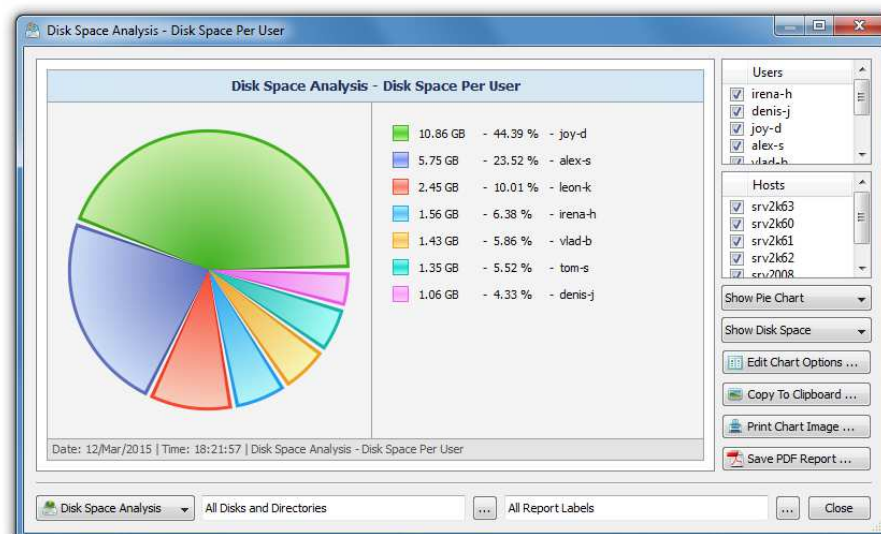 Disk Space Analysis - Disk Space Per User
Disk Space Analysis - Disk Space Per User
10.86 GB - 44.39 % - joy-d
5.75 GB - 23.52 % - alex-s
2.45 GB - 10.01 % - leon-k
1.56 GB - 6.38 % - irena-h
1.43 GB - 5.86 % - vlad-b
1.35 GB - 5.52 % - tom-s
1.06 GB - 4.33 % - denis-j
Date: 12/Mar/2015 | Time: 18:21:57 | Disk Space Analysis - Disk Space Per User
Users
irena-h
denis-j
joy-d
alex-s
vlad-b
Hosts
srv2k63
srv2k60
srv2k61
srv2k62
srv2008
Show Pie Chart
Show Disk Space
Edit Chart Options ...
Copy To Clipboard ...
Print Chart Image ...
Save PDF Report ...
Disk Space Analysis All Disks and Directories ... All Report Labels ... Close